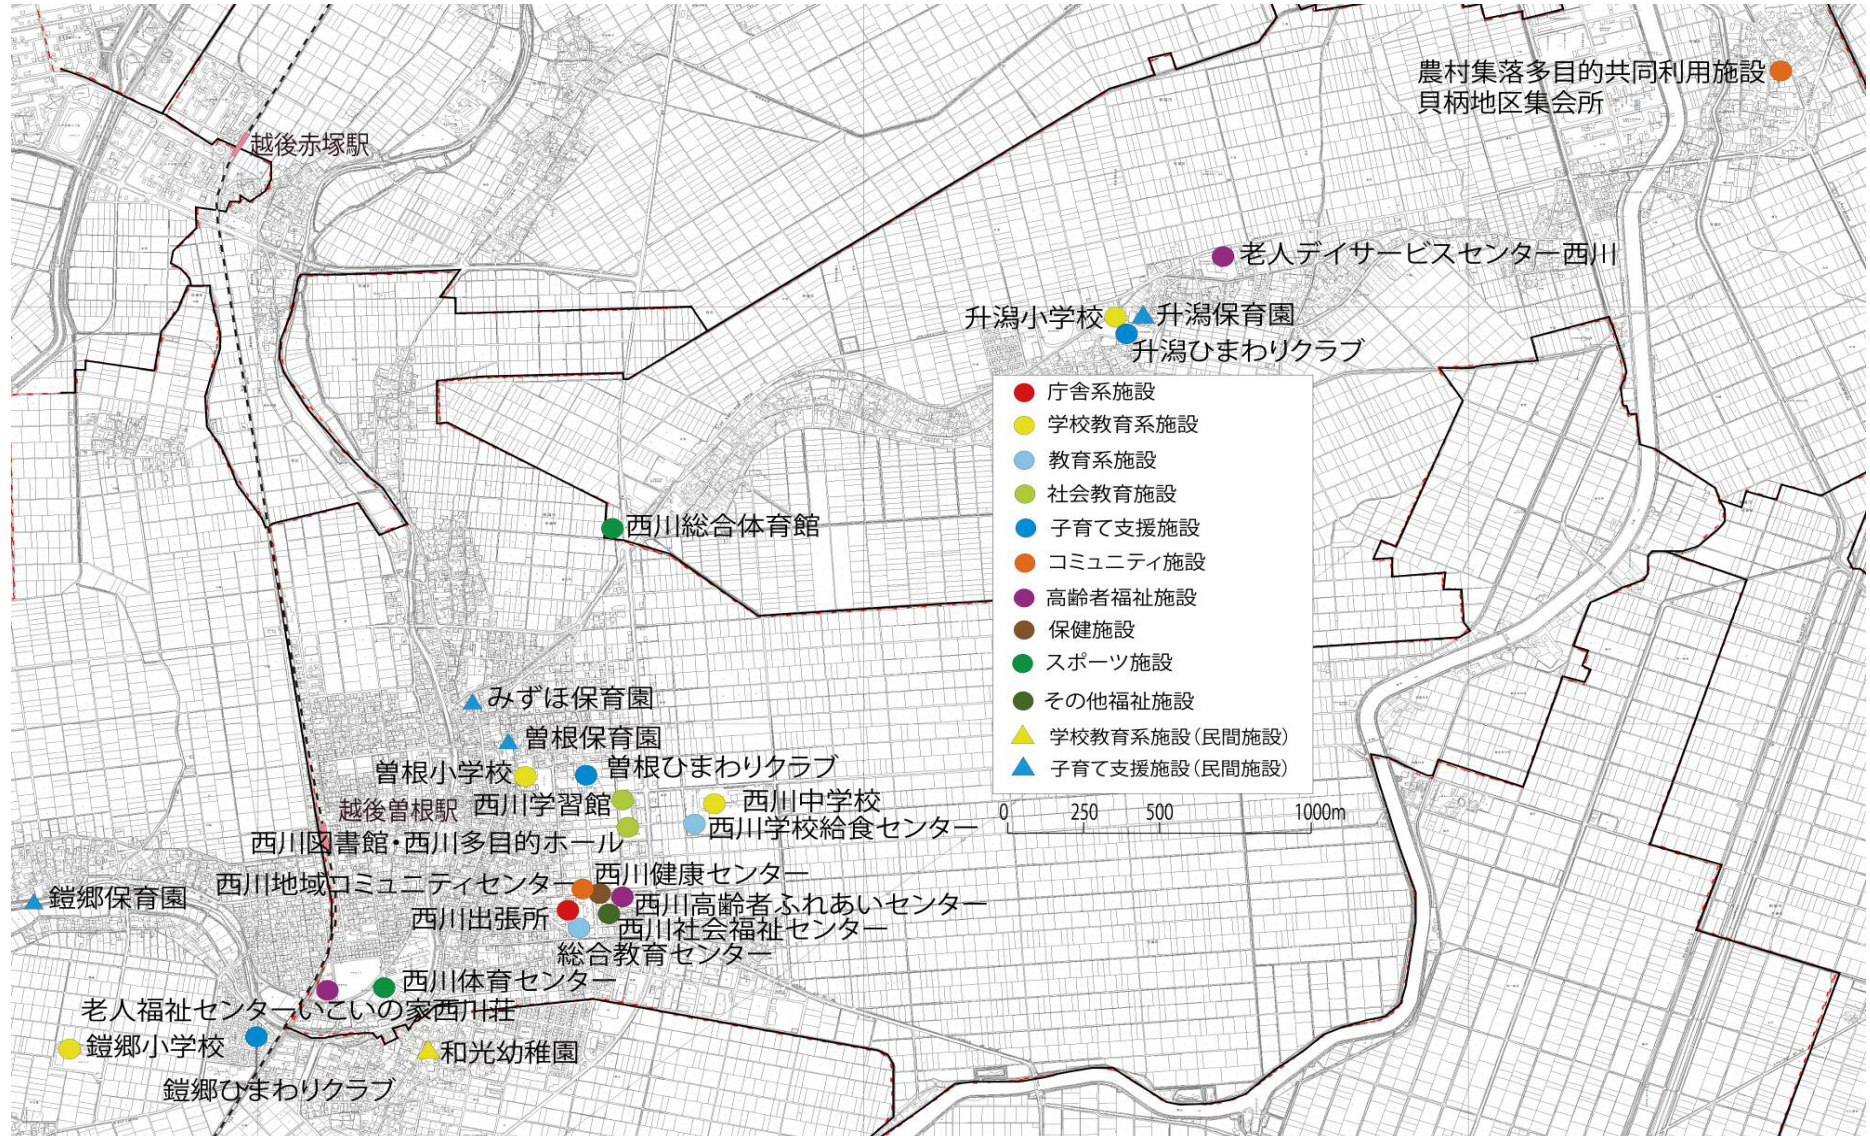 農村集落多目的共同利用施設
貝柄地区集会所
越後赤塚駅
老人デイサービスセンター西川
升潟小学校
升潟保育園
升潟ひまわりクラブ
庁舎系施設
学校教育系施設
教育系施設
社会教育施設
子育て支援施設
コミュニティ施設
高齢者福祉施設
保健施設
スポーツ施設
その他福祉施設
学校教育系施設(民間施設)
子育て支援施設(民間施設)
0 250 500 1000m
西川総合体育館
みずほ保育園
曽根保育園
曽根小学校
曽根ひまわりクラブ
西川学習館
西川中学校
越後曽根駅
西川学校給食センター
西川図書館・西川多目的ホール
西川健康センター
西川地域コミュニティセンター
鎧郷保育園
西川高齢者ふれあいセンター
西川出張所
西川社会福祉センター
総合教育センター
西川体育センター
老人福祉センターいこいの家西川荘
鎧郷小学校
和光幼稚園
鎧郷ひまわりクラブ